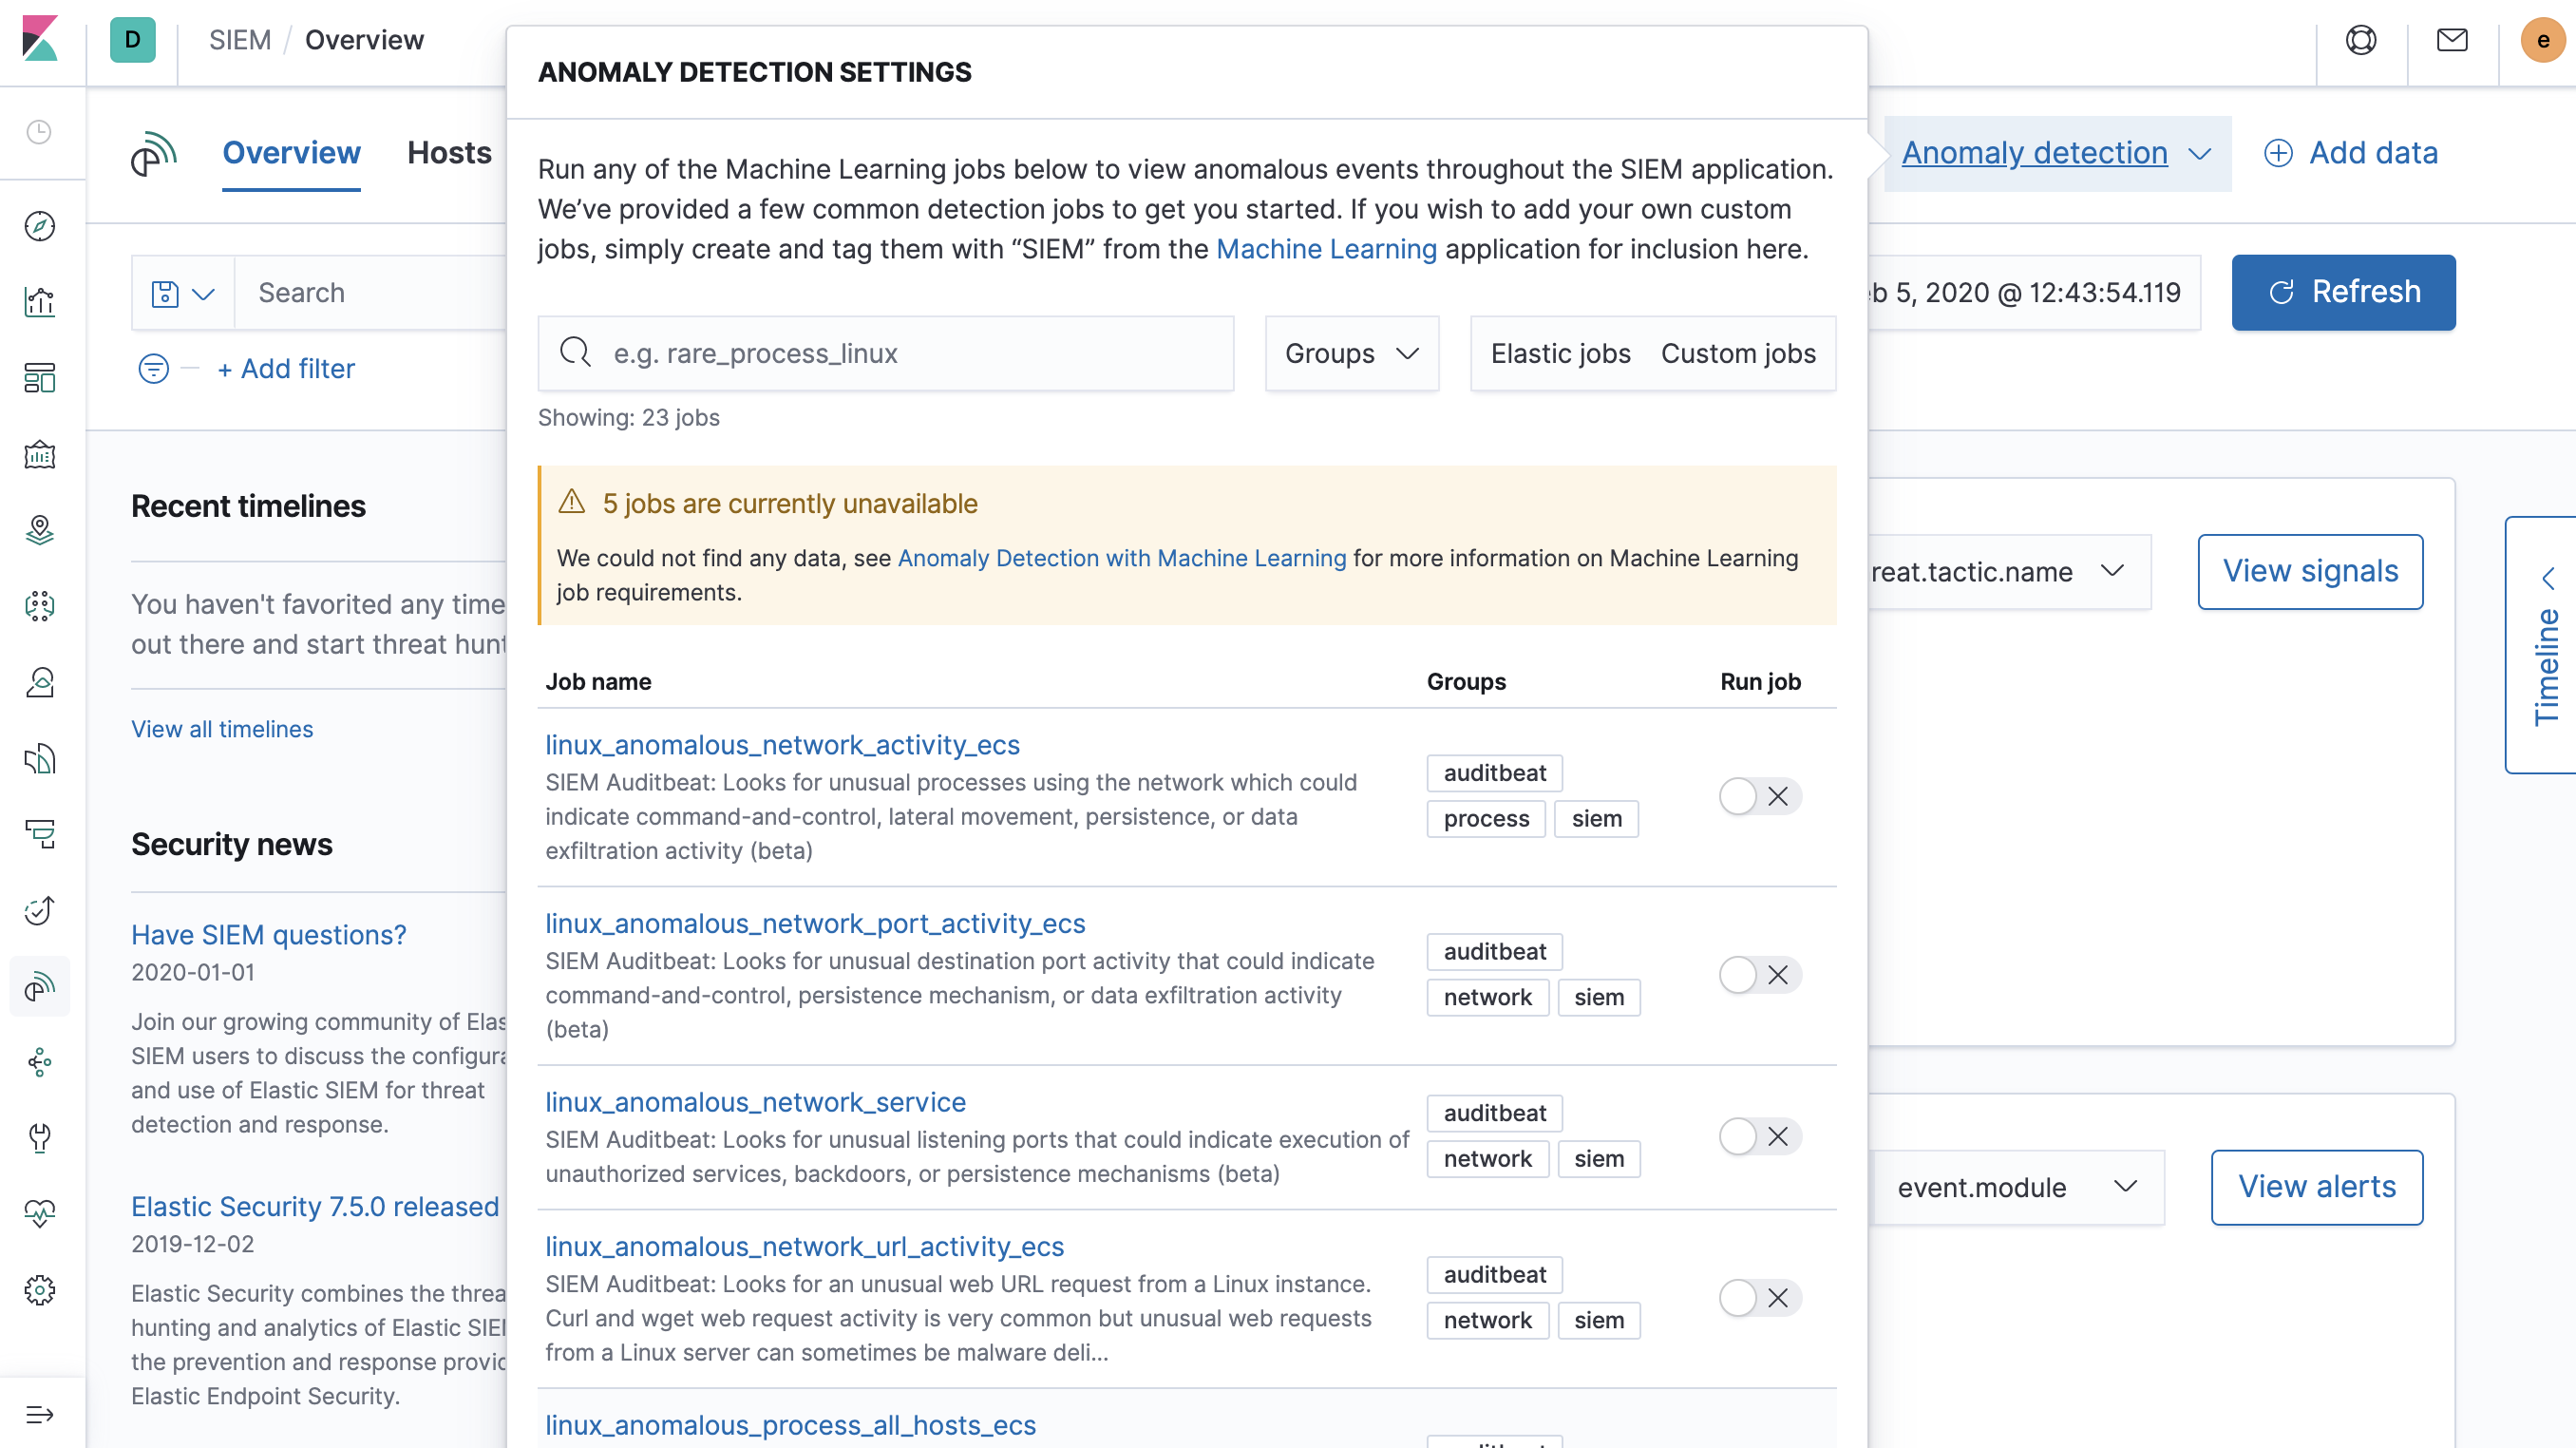 D
SIEM / Overview
e
Overview
Hosts
Search
+ Add filter
Recent timelines
You haven't favorited any time
out there and start threat hunt
View all timelines
Security news
Have SIEM questions?
2020-01-01
Join our growing community of Elas
SIEM users to discuss the configura
and use of Elastic SIEM for threat
detection and response.
Elastic Security 7.5.0 released
2019-12-02
Elastic Security combines the threa
hunting and analytics of Elastic SIE
the prevention and response provid
Elastic Endpoint Security.
ANOMALY DETECTION SETTINGS
Run any of the Machine Learning jobs below to view anomalous events throughout the SIEM application.
We’ve provided a few common detection jobs to get you started. If you wish to add your own custom
jobs, simply create and tag them with “SIEM” from the Machine Learning application for inclusion here.
e.g. rare_process_linux
Groups
Elastic jobs Custom jobs
Showing: 23 jobs
5 jobs are currently unavailable
We could not find any data, see Anomaly Detection with Machine Learning for more information on Machine Learning
job requirements.
Job name Groups Run job
linux_anomalous_network_activity_ecs
SIEM Auditbeat: Looks for unusual processes using the network which could
indicate command-and-control, lateral movement, persistence, or data
exfiltration activity (beta)
auditbeat
process siem
linux_anomalous_network_port_activity_ecs
SIEM Auditbeat: Looks for unusual destination port activity that could indicate
command-and-control, persistence mechanism, or data exfiltration activity
(beta)
auditbeat
network siem
linux_anomalous_network_service
SIEM Auditbeat: Looks for unusual listening ports that could indicate execution of
unauthorized services, backdoors, or persistence mechanisms (beta)
auditbeat
network siem
linux_anomalous_network_url_activity_ecs
SIEM Auditbeat: Looks for an unusual web URL request from a Linux instance.
Curl and wget web request activity is very common but unusual web requests
from a Linux server can sometimes be malware deli...
auditbeat
network siem
linux_anomalous_process_all_hosts_ecs
Anomaly detection
Add data
eb 5, 2020 @ 12:43:54.119
Refresh
reat.tactic.name
View signals
Timeline
event.module
View alerts